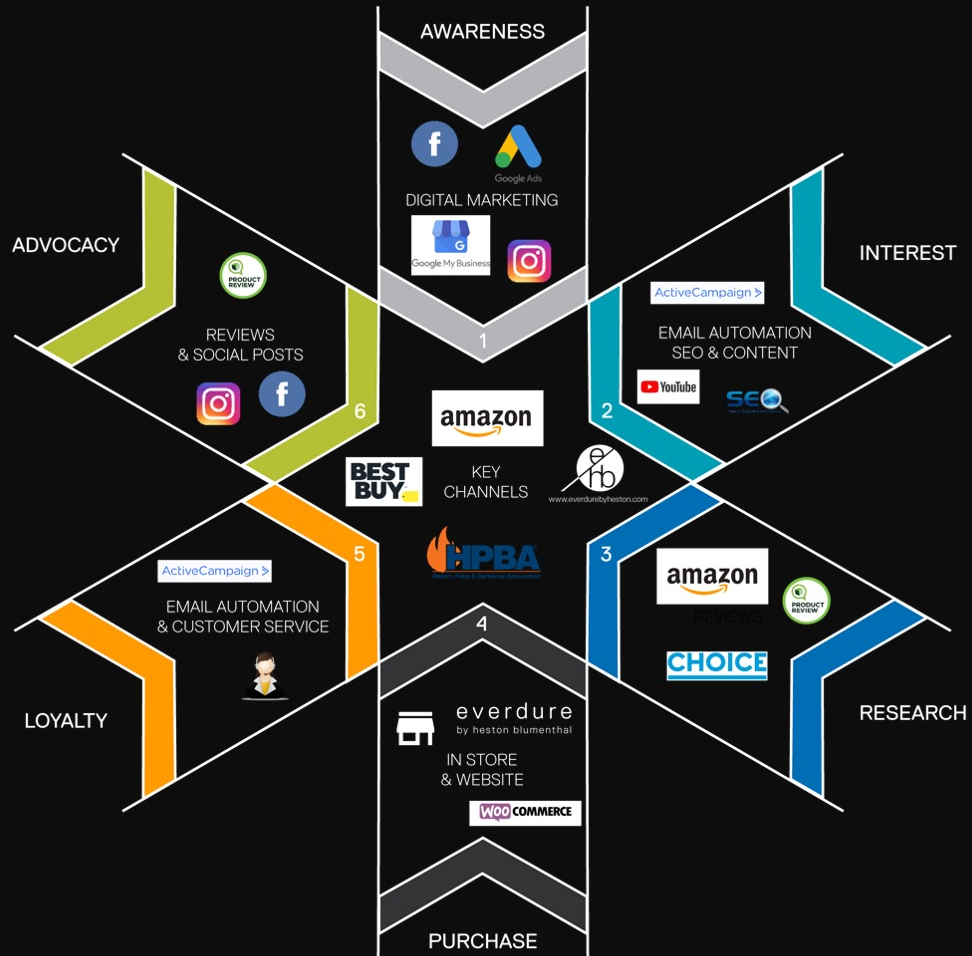 AWARENESS
f
Google Ads
DIGITAL MARKETING
G
Google My Business
1
ADVOCACY
PRODUCT
REVIEW
REVIEWS
& SOCIAL POSTS
f
6
INTEREST
ActiveCampaign >
EMAIL AUTOMATION
SEO & CONTENT
YouTube
SEO
2
amazon
BEST
BUY
KEY
CHANNELS
e
hb
www.everdurebyheston.com
HPBA
Health, Patio & Barbecue Association
5
ActiveCampaign >
EMAIL AUTOMATION
& CUSTOMER SERVICE
LOYALTY
3
amazon
REVIEWS
PRODUCT
REVIEW
CHOICE
RESEARCH
4
everdure
by heston blumenthal
IN STORE
& WEBSITE
WOO COMMERCE
PURCHASE